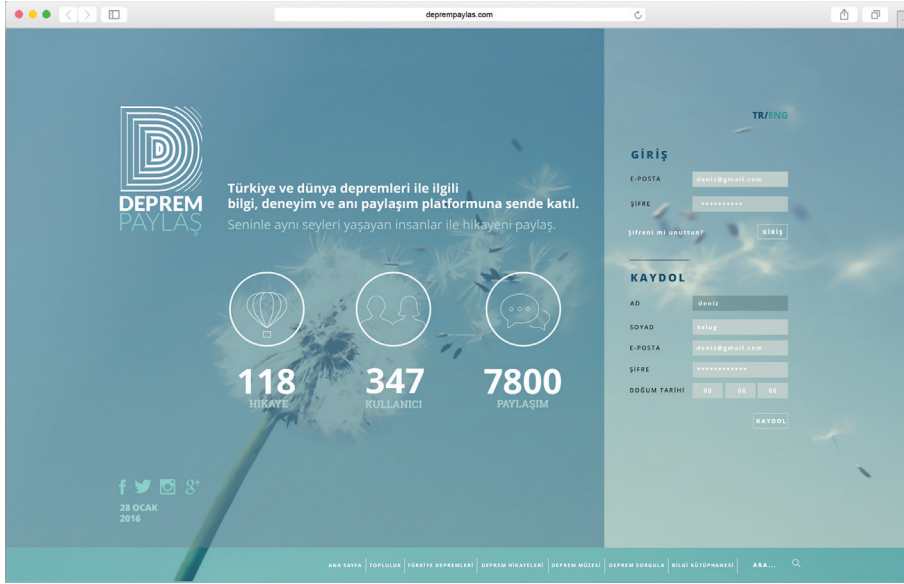 deprempaylas.com
DEPREM
PAYLAŞ
Türkiye ve dünya depremleri ile ilgili
bilgi, deneyim ve anı paylaşım platformuna sende katıl.
Seninle aynı seyleri yaşayan insanlar ile hikayeni paylaş.
118
HİKAYE
347
KULLANICI
7800
PAYLAŞIM
28 OCAK
2016
TR/ENG
GİRİŞ
E-POSTA deniz@gmail.com
ŞİFRE **********
Şifreni mi unuttun? GİRİŞ
KAYDOL
AD deniz
SOYAD talug
E-POSTA deniz@gmail.com
ŞİFRE ************
DOĞUM TARİHİ 00 00 00
KAYDOL
ANA SAYFA TOPLULUK TÜRKİYE DEPREMLERİ DEPREM HİKAYELERİ DEPREM MÜZESİ DEPREM SORGULA BİLGİ KÜTÜPHANESİ ARA...